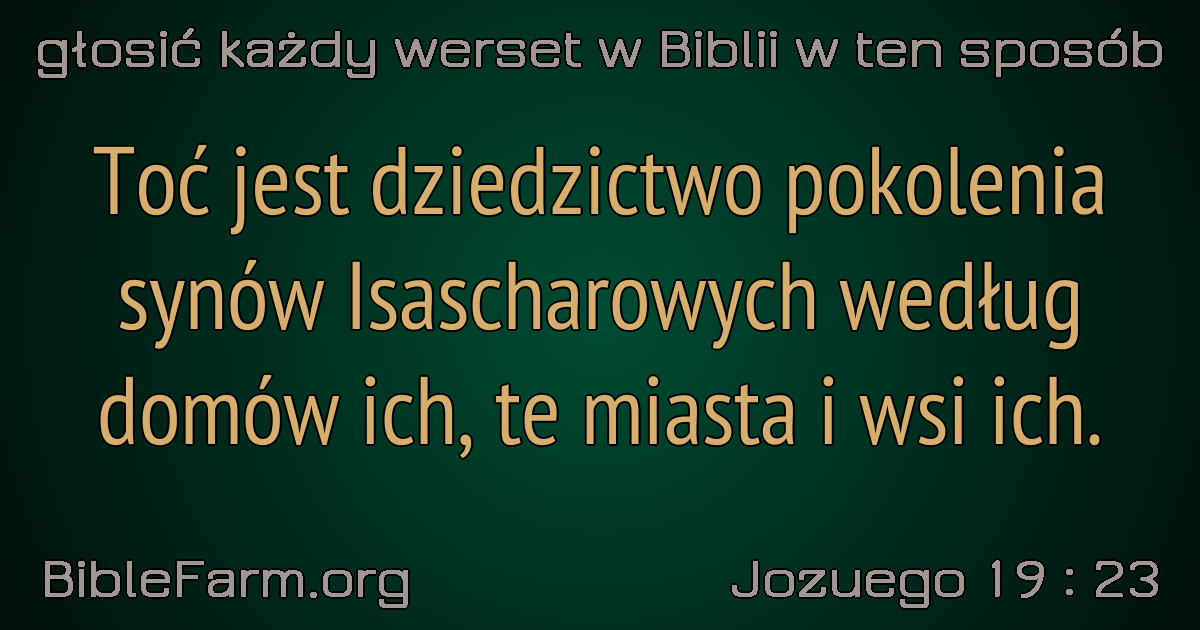 głosić każdy werset w Biblii w ten sposób
Toć jest dziedzictwo pokolenia
synów Isascharowych według
domów ich, te miasta i wsi ich.
BibleFarm.org
Jozuego 19 : 23